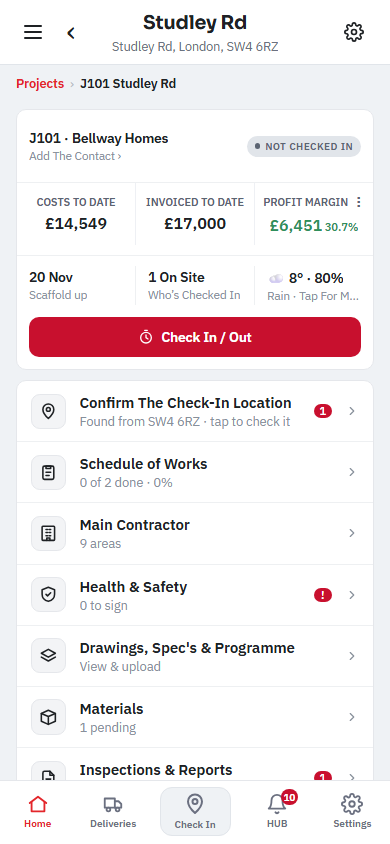 Studley Rd
Studley Rd, London, SW4 6RZ
Projects › J101 Studley Rd
J101 · Bellway Homes
Add The Contact ›
NOT CHECKED IN
COSTS TO DATE
£14,549
INVOICED TO DATE
£17,000
PROFIT MARGIN
£6,451 30.7%
20 Nov
Scaffold up
1 On Site
Who's Checked In
8° · 80%
Rain · Tap For M...
Check In / Out
Confirm The Check-In Location
Found from SW4 6RZ · tap to check it
1
Schedule of Works
0 of 2 done · 0%
Main Contractor
9 areas
Health & Safety
0 to sign
!
Drawings, Spec's & Programme
View & upload
Materials
1 pending
Inspections & Reports
1
Home
Deliveries
Check In
10
HUB
Settings